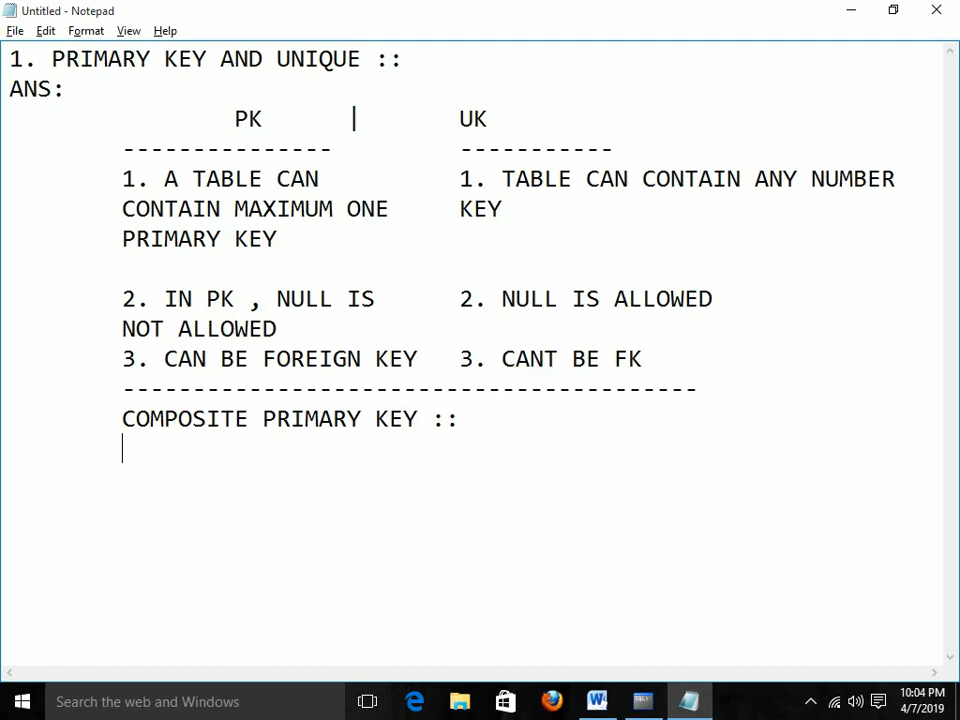 Untitled - Notepad
File Edit Format View Help
1. PRIMARY KEY AND UNIQUE ::
ANS:
PK | UK
--------------- -----------
1. A TABLE CAN 1. TABLE CAN CONTAIN ANY NUMBER
CONTAIN MAXIMUM ONE KEY
PRIMARY KEY
2. IN PK , NULL IS 2. NULL IS ALLOWED
NOT ALLOWED
3. CAN BE FOREIGN KEY 3. CANT BE FK
-----------------------------------------
COMPOSITE PRIMARY KEY ::
Search the web and Windows
10:04 PM
4/7/2019